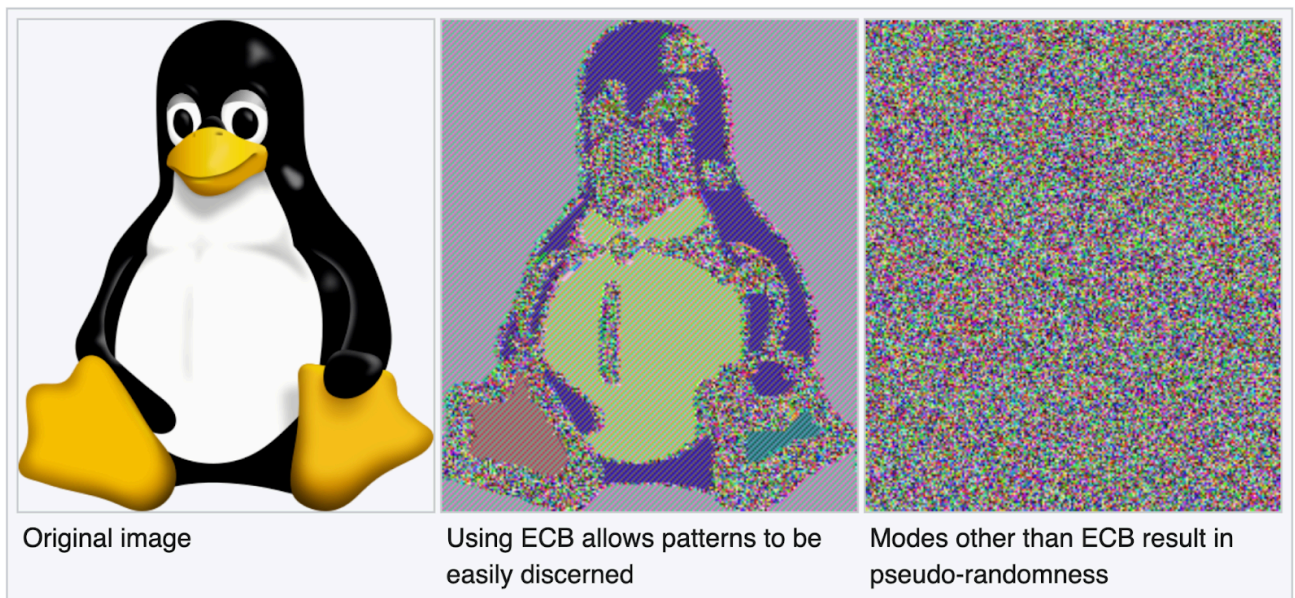 Original image
Using ECB allows patterns to be
easily discerned
Modes other than ECB result in
pseudo-randomness